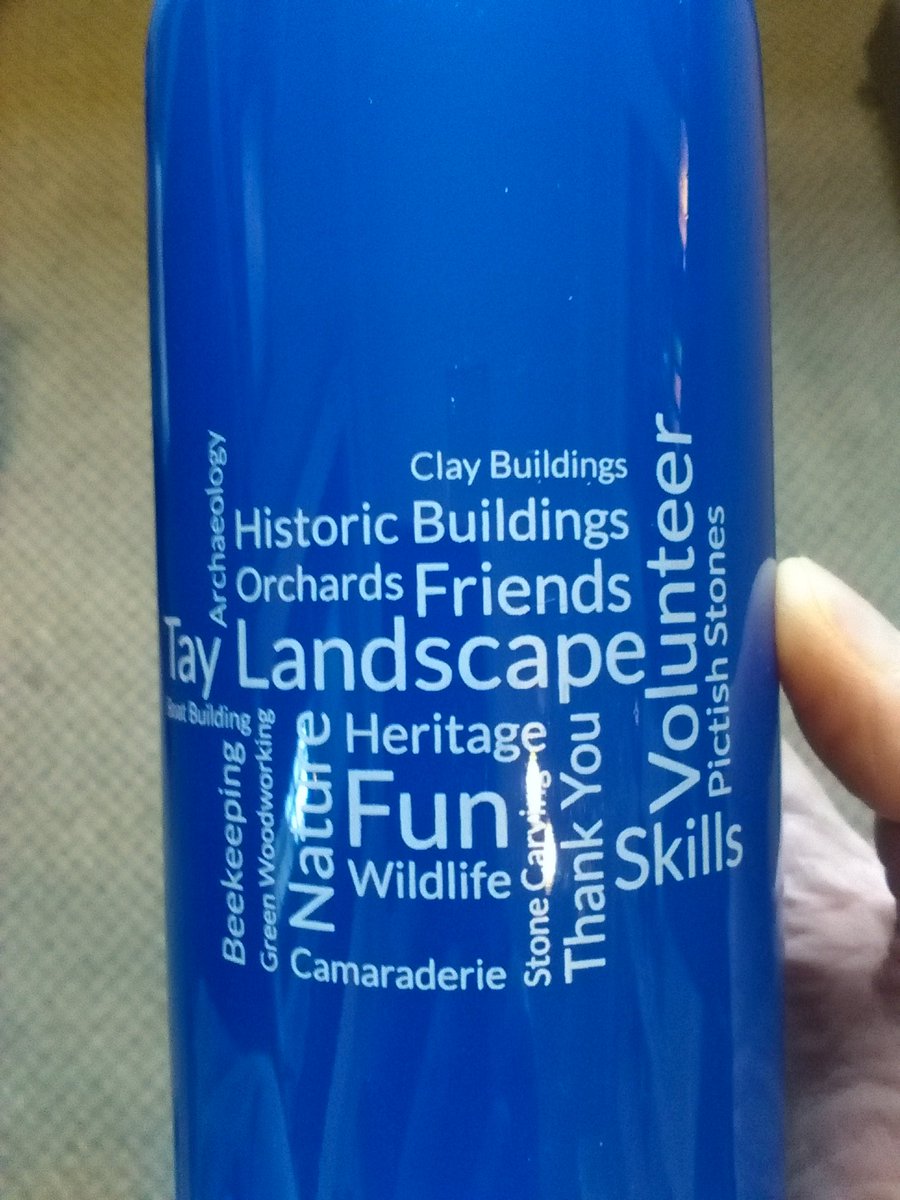 Archaeology
Clay Buildings
Historic Buildings
Orchards
Friends
Tay Landscape
Volunteer
Pictish Stones
Boat Building
Beekeeping
Green Woodworking
Nature
Heritage
Fun
Wildlife
Camaraderie
Stone Carving
Thank You
Skills